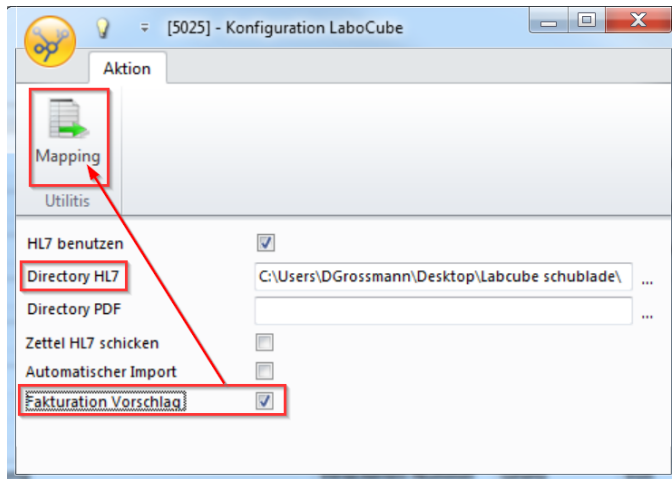 [5025] - Konfiguration LaboCube
Aktion
Mapping
Utilitis
HL7 benutzen
Directory HL7 C:\Users\DGrossmann\Desktop\Labcube schublade\ ...
Directory PDF ...
Zettel HL7 schicken
Automatischer Import
Fakturation Vorschlag